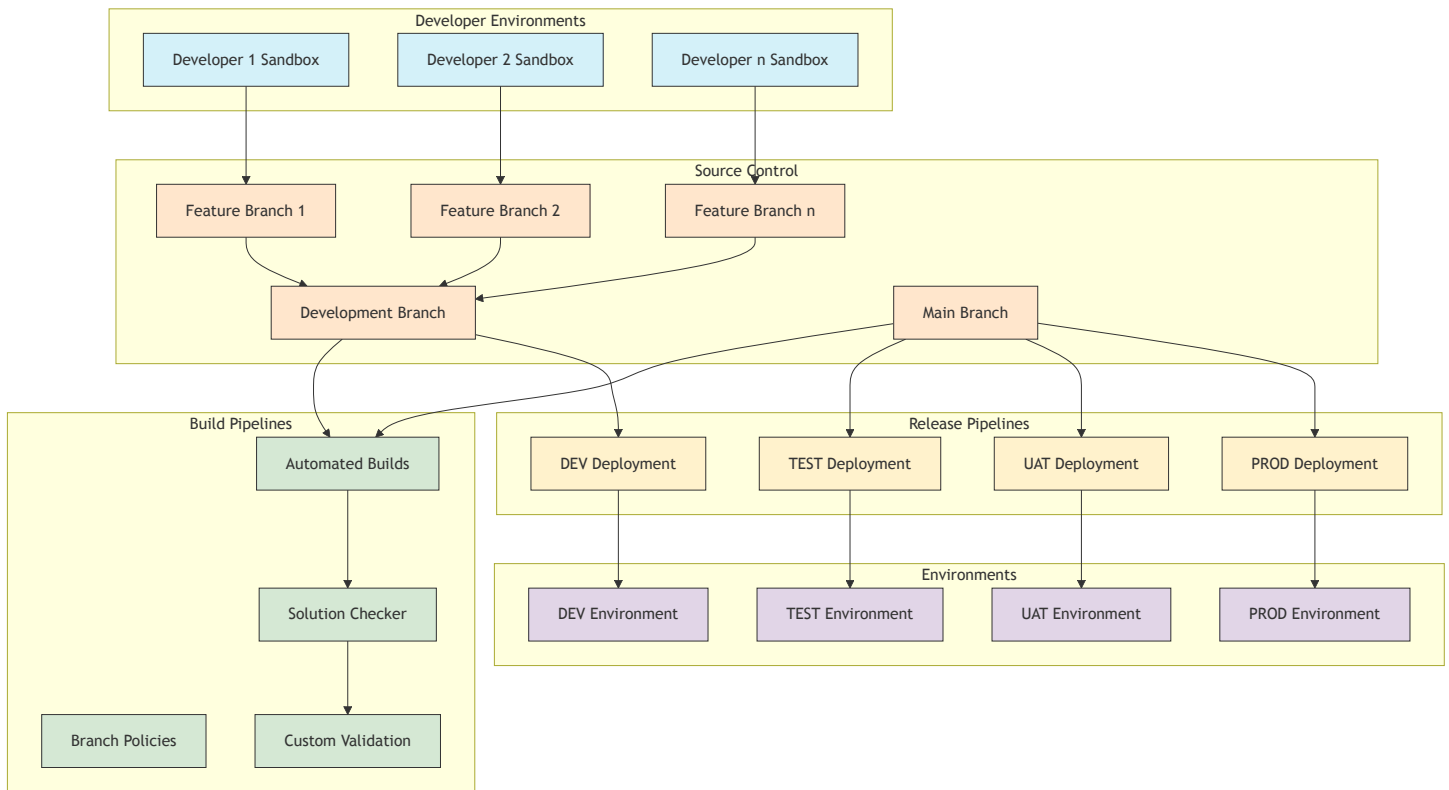 Developer Environments
Developer 1 Sandbox
Developer 2 Sandbox
Developer n Sandbox
Source Control
Feature Branch 1
Feature Branch 2
Feature Branch n
Development Branch
Main Branch
Build Pipelines
Release Pipelines
Automated Builds
DEV Deployment
TEST Deployment
UAT Deployment
PROD Deployment
Environments
Solution Checker
DEV Environment
TEST Environment
UAT Environment
PROD Environment
Branch Policies
Custom Validation